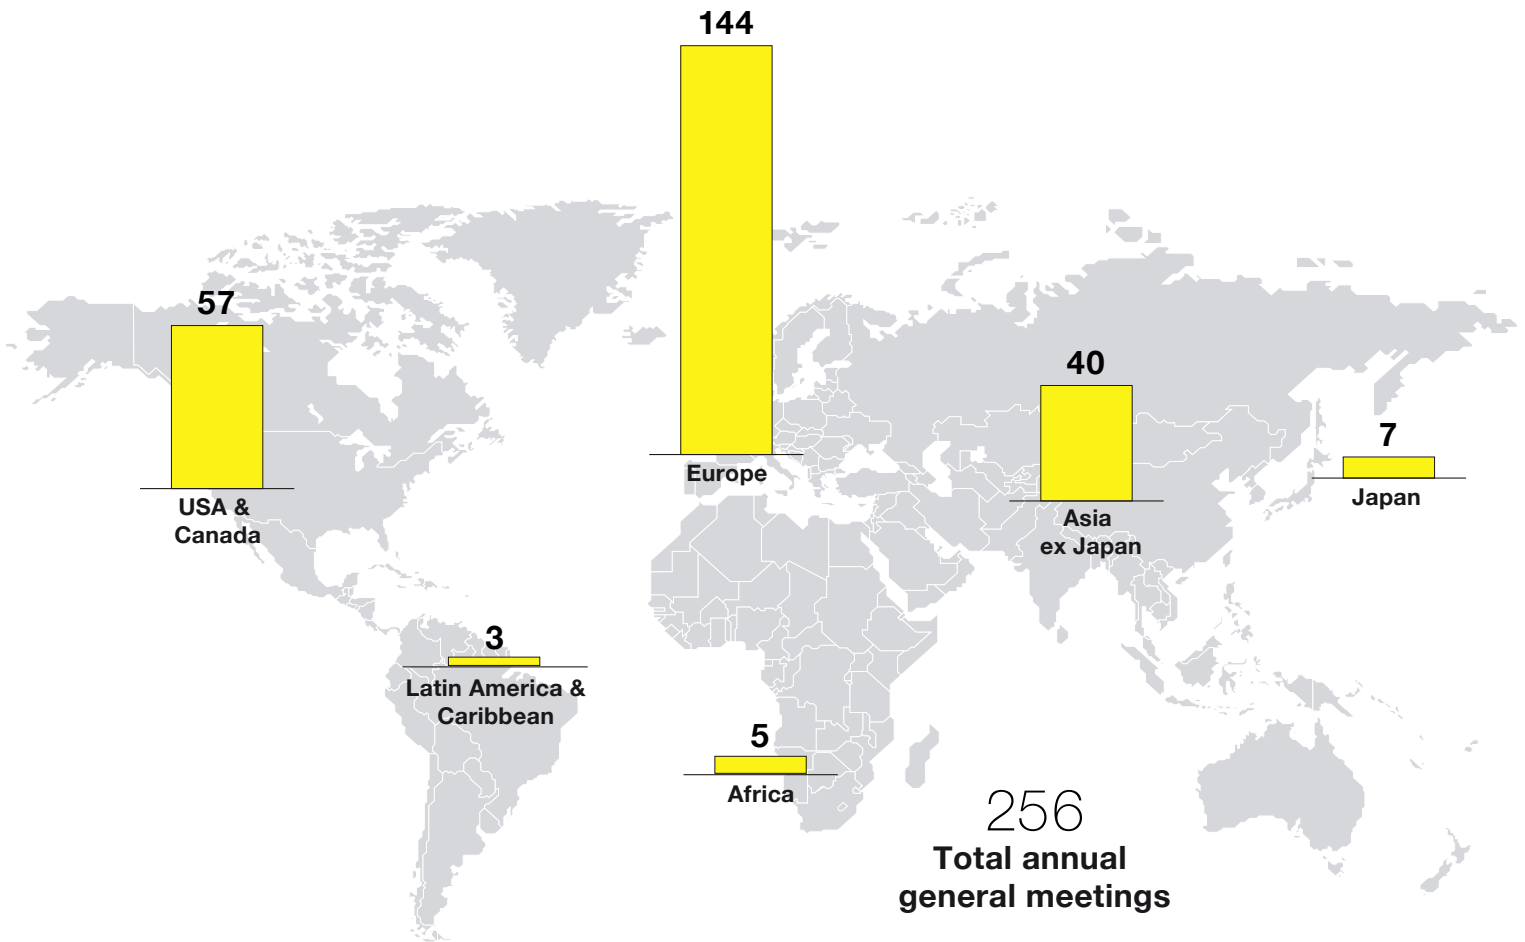 144
Europe
57
USA &
Canada
40
Asia
ex Japan
7
Japan
3
Latin America &
Caribbean
5
Africa
256
Total annual
general meetings